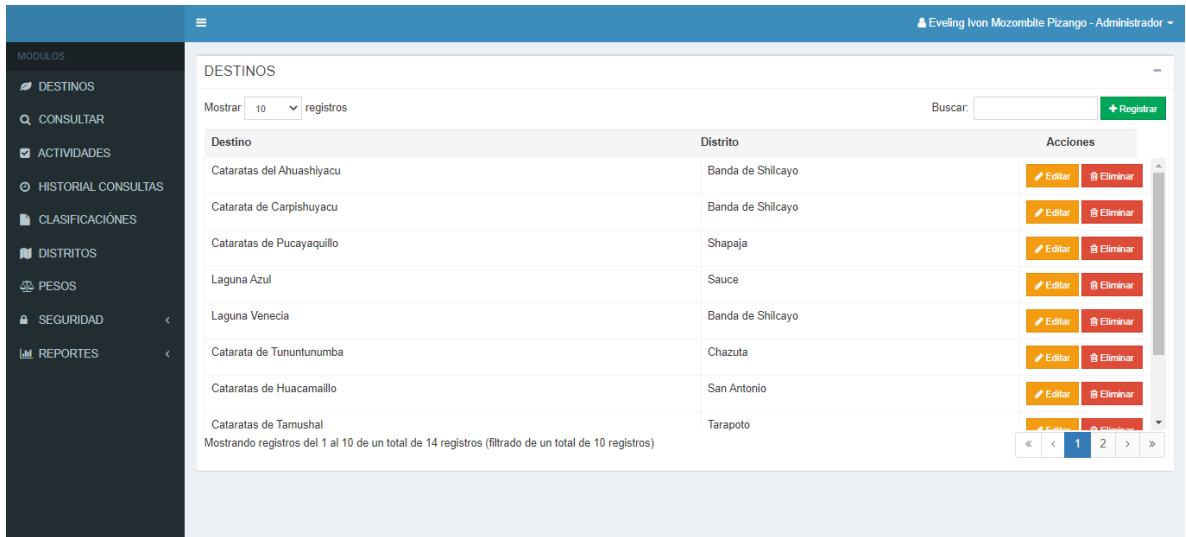 Eveling Ivon Mozombite Pizango - Administrador
MODULOS
DESTINOS
CONSULTAR
ACTIVIDADES
HISTORIAL CONSULTAS
CLASIFICACIÓNES
DISTRITOS
PESOS
SEGURIDAD
REPORTES
DESTINOS
Mostrar 10 registros Buscar: Registrar
Destino Distrito Acciones
Cataratas del Ahuashiyacu Banda de Shilcayo Editar Eliminar
Catarata de Carpishuyacu Banda de Shilcayo Editar Eliminar
Cataratas de Pucayaquillo Shapaja Editar Eliminar
Laguna Azul Sauce Editar Eliminar
Laguna Venecia Banda de Shilcayo Editar Eliminar
Catarata de Tununtunumba Chazuta Editar Eliminar
Cataratas de Huacamaillo San Antonio Editar Eliminar
Cataratas de Tamushal Tarapoto Editar Eliminar
Mostrando registros del 1 al 10 de un total de 14 registros (filtrado de un total de 10 registros) « < 1 2 > »